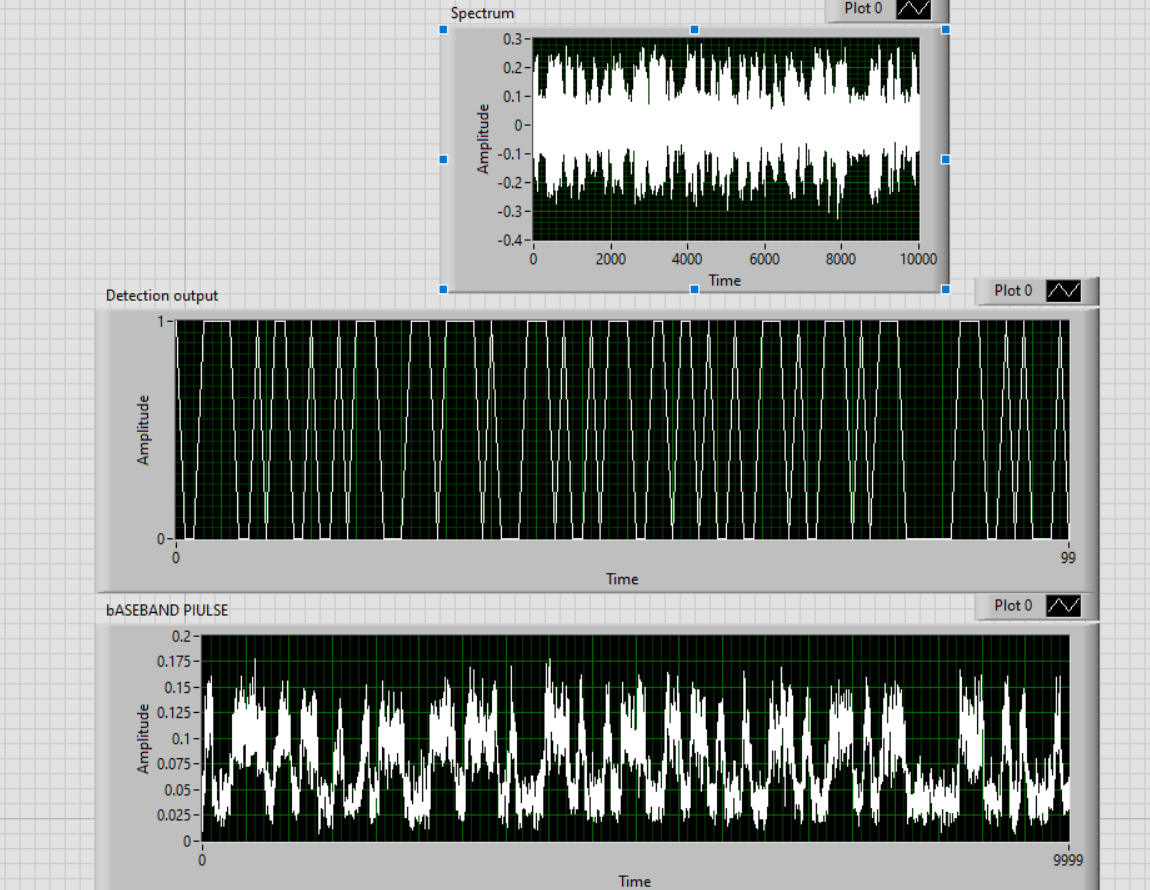 Spectrum
Plot 0
0.3
0.2
0.1
0
-0.1
-0.2
-0.3
-0.4
Amplitude
0 2000 4000 6000 8000 10000
Time
Detection output
Plot 0
1
0
Amplitude
0 99
Time
bASEBAND PIULSE
Plot 0
0.2
0.175
0.15
0.125
0.1
0.075
0.05
0.025
0
Amplitude
0 9999
Time